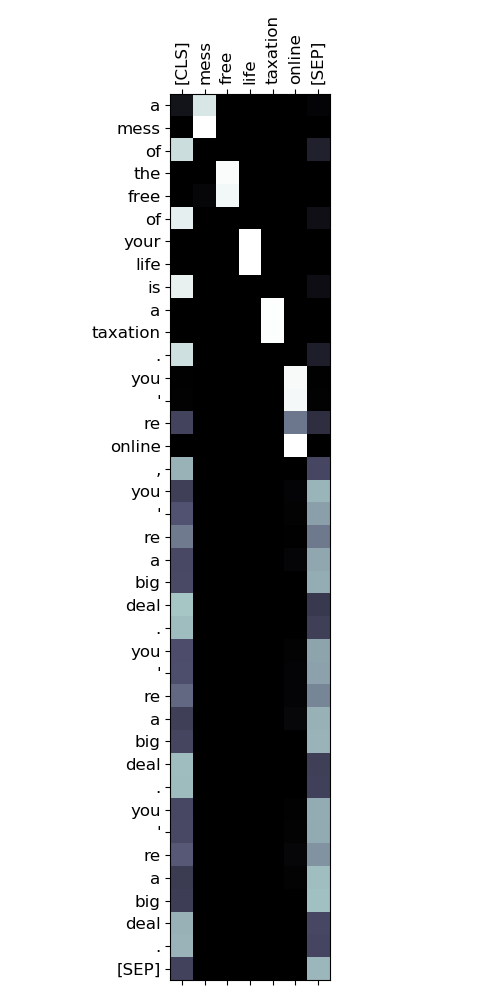 [CLS] mess free life taxation online [SEP]
a
mess
of
the
free
of
your
life
is
a
taxation
.
you
'
re
online
,
you
'
re
a
big
deal
.
you
'
re
a
big
deal
.
you
'
re
a
big
deal
.
[SEP]